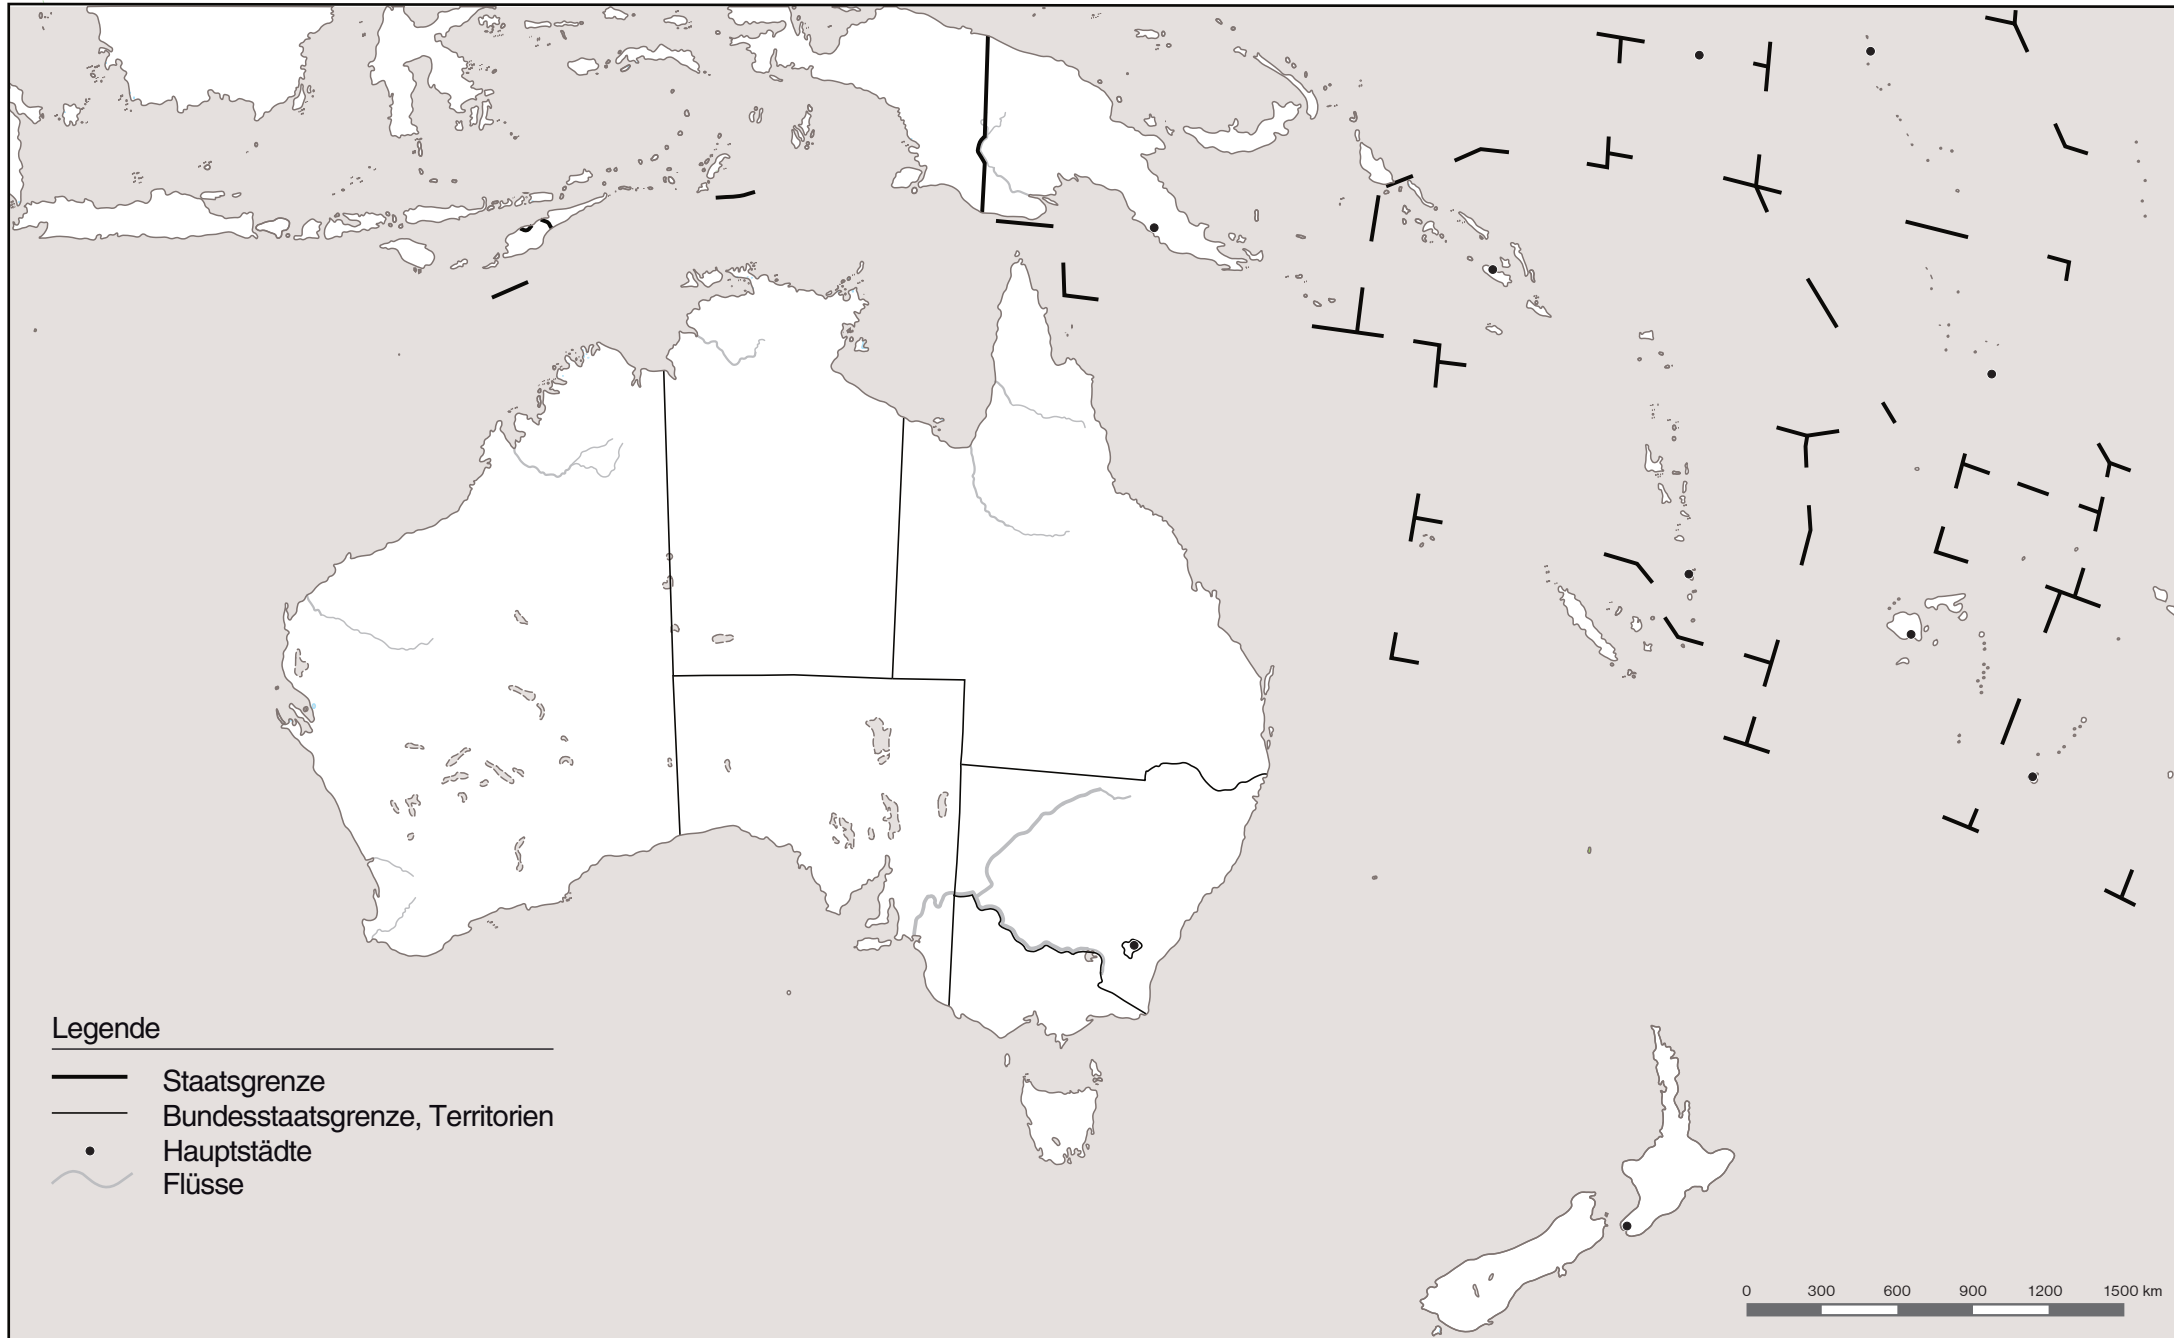 Legende
Staatsgrenze
Bundesstaatsgrenze, Territorien
Hauptstädte
Flüsse
0 300 600 900 1200 1500 km